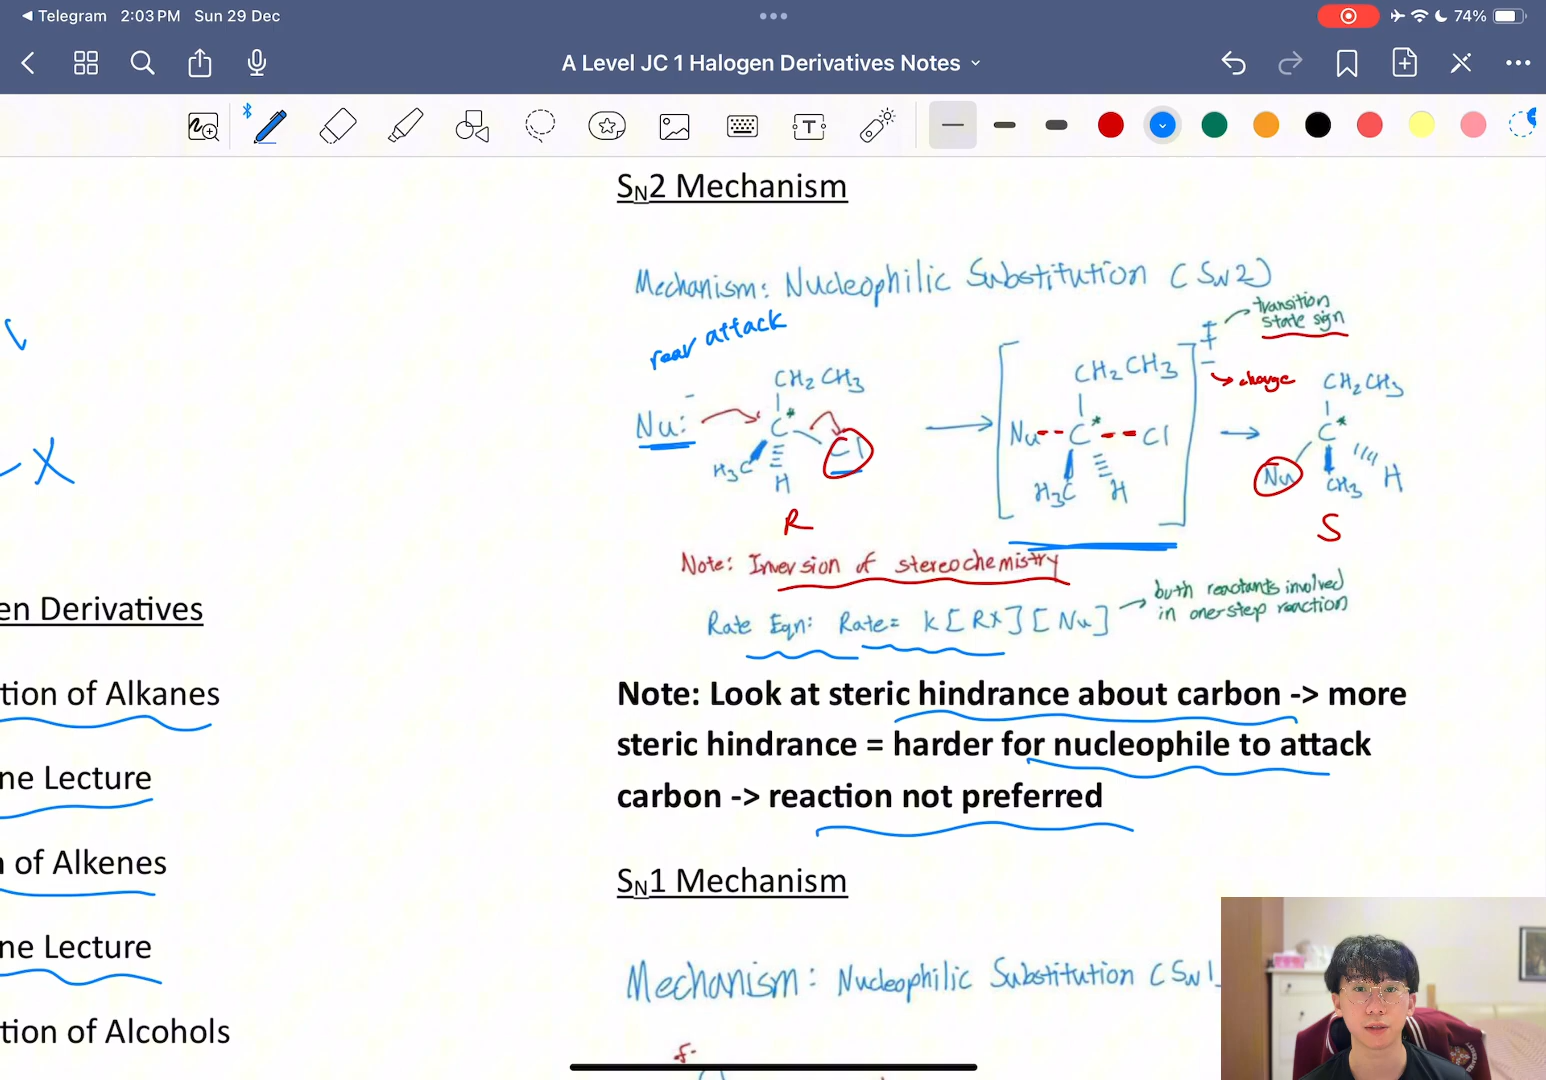 ◀ Telegram 2:03 PM Sun 29 Dec
74%
A Level JC 1 Halogen Derivatives Notes
T
SN2 Mechanism
Mechanism: Nucleophilic Substitution (SN2)
rear attack
transition
state sign
charge
CH2CH3
Nu:⁻
C*
Cl
H3C
H
R
CH2CH3
Nu--C*--Cl
H3C
H
‡
−
CH2CH3
C*
Nu
CH3
H
S
Note: Inversion of stereochemistry
Rate Eqn: Rate = k[RX][Nu]
both reactants involved
in one-step reaction
Note: Look at steric hindrance about carbon -> more
steric hindrance = harder for nucleophile to attack
carbon -> reaction not preferred
SN1 Mechanism
Mechanism: Nucleophilic Substitution (SN1
X
en Derivatives
tion of Alkanes
ne Lecture
of Alkenes
ne Lecture
tion of Alcohols